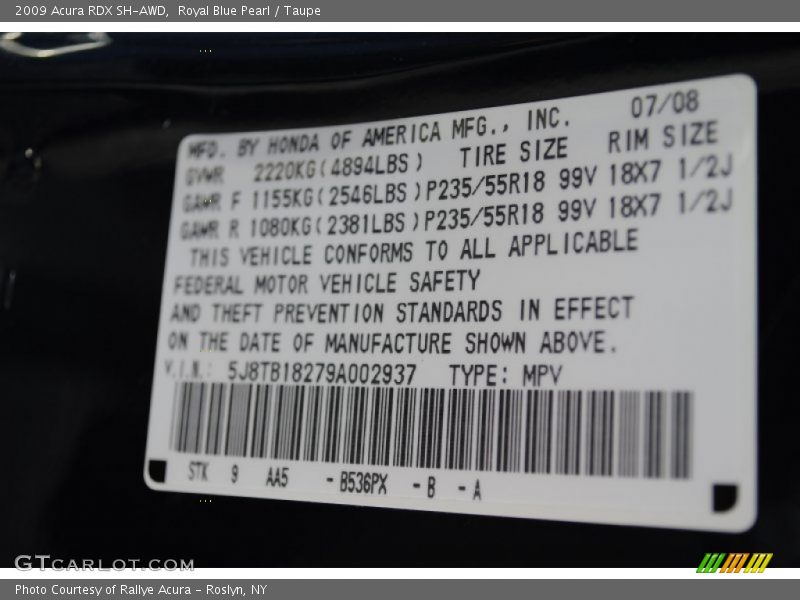 2009 Acura RDX SH-AWD,  Royal Blue Pearl / Taupe
MFD. BY HONDA OF AMERICA MFG., INC. 07/08
GVWR 2220KG(4894LBS) TIRE SIZE RIM SIZE
GAWR F 1155KG(2546LBS)P235/55R18 99V 18X7 1/2J
GAWR R 1080KG(2381LBS)P235/55R18 99V 18X7 1/2J
THIS VEHICLE CONFORMS TO ALL APPLICABLE
FEDERAL MOTOR VEHICLE SAFETY
AND THEFT PREVENTION STANDARDS IN EFFECT
ON THE DATE OF MANUFACTURE SHOWN ABOVE.
V.I.N.: 5J8TB18279A002937 TYPE: MPV
STK 9 AA5 -B536PX -B -A
GTCARLOT.COM
Photo Courtesy of Rallye Acura - Roslyn, NY